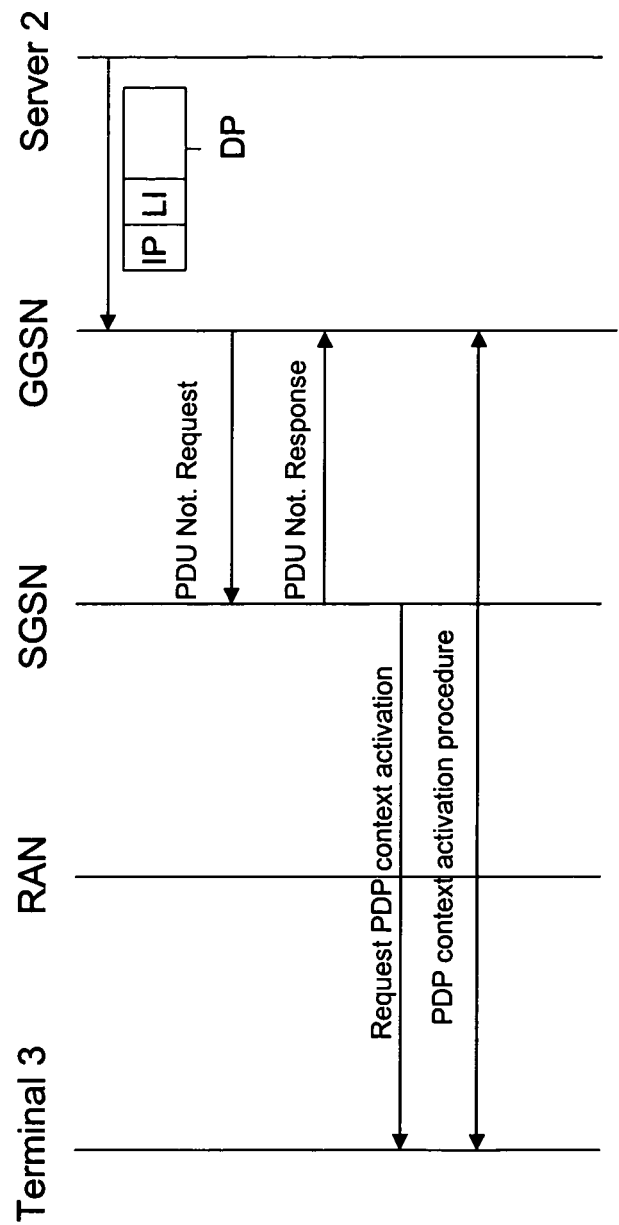 Terminal 3
RAN
SGSN
GGSN
Server 2
IP
LI
DP
PDU Not. Request
PDU Not. Response
Request PDP context activation
PDP context activation procedure